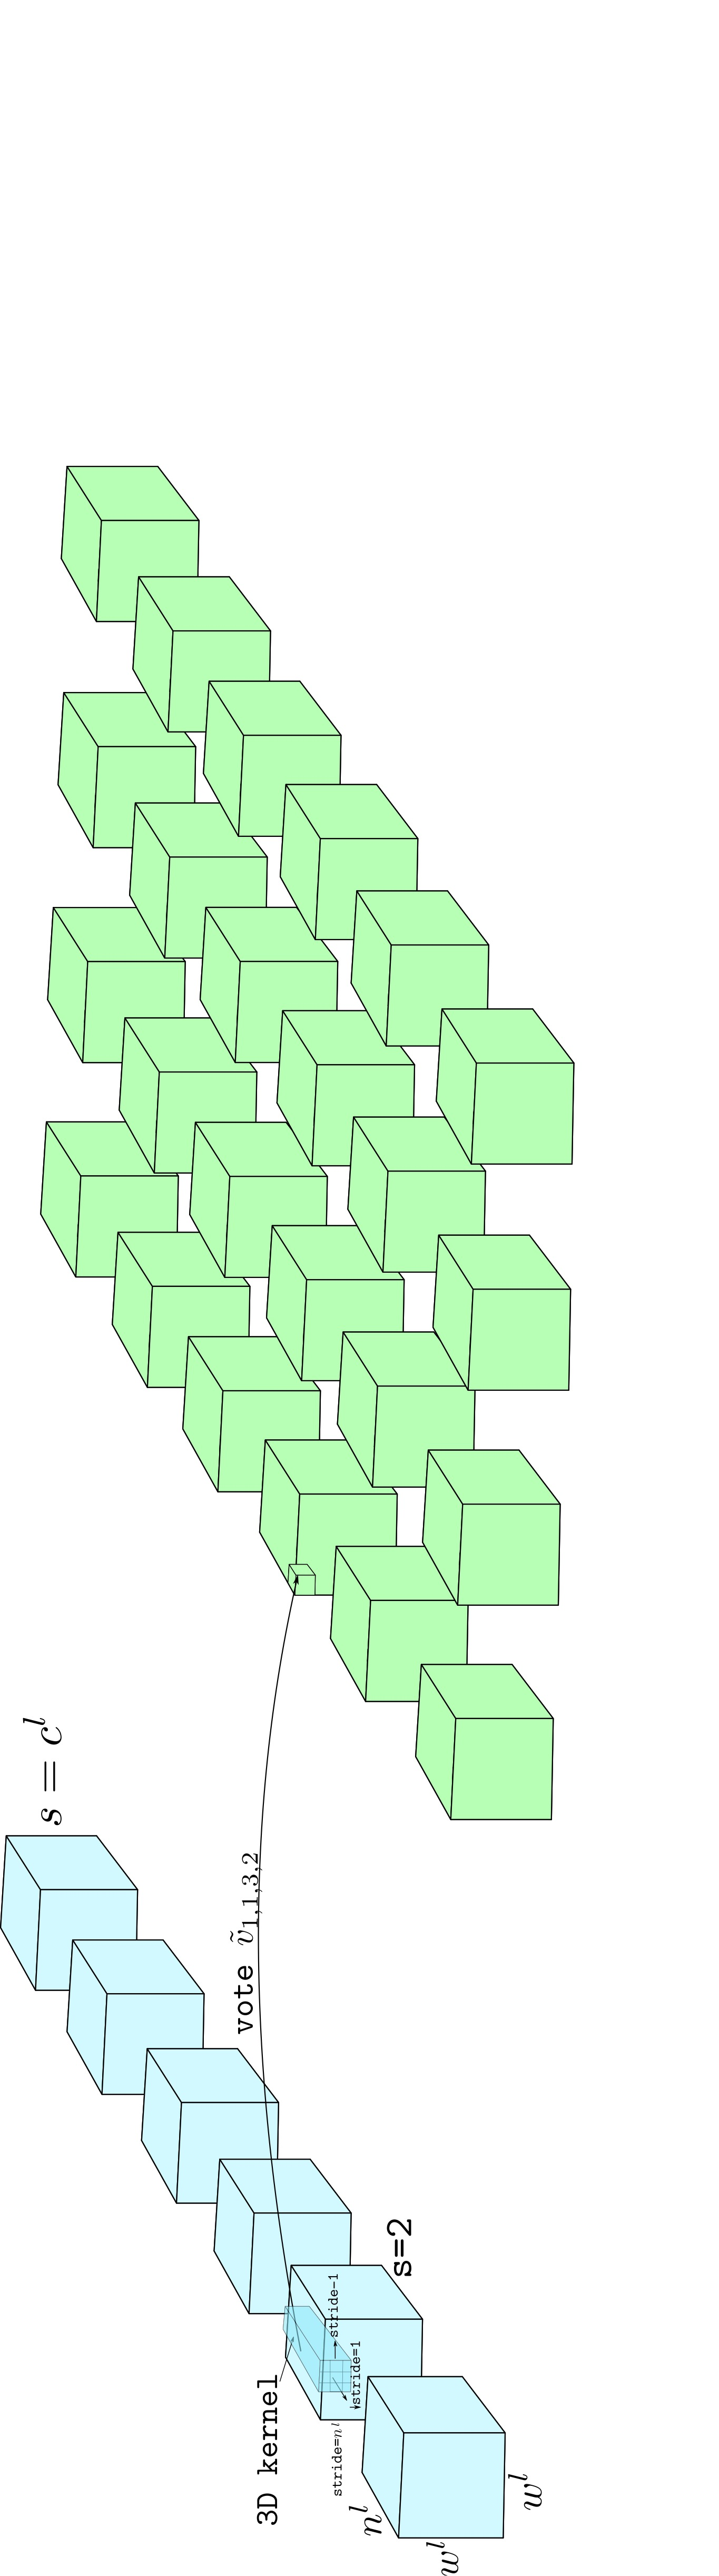 s = c^l
vote ṽ_{1,1,3,2}
s=2
3D kernel
stride-1
stride=1
stride=n^l
n^l
w^l
w^l